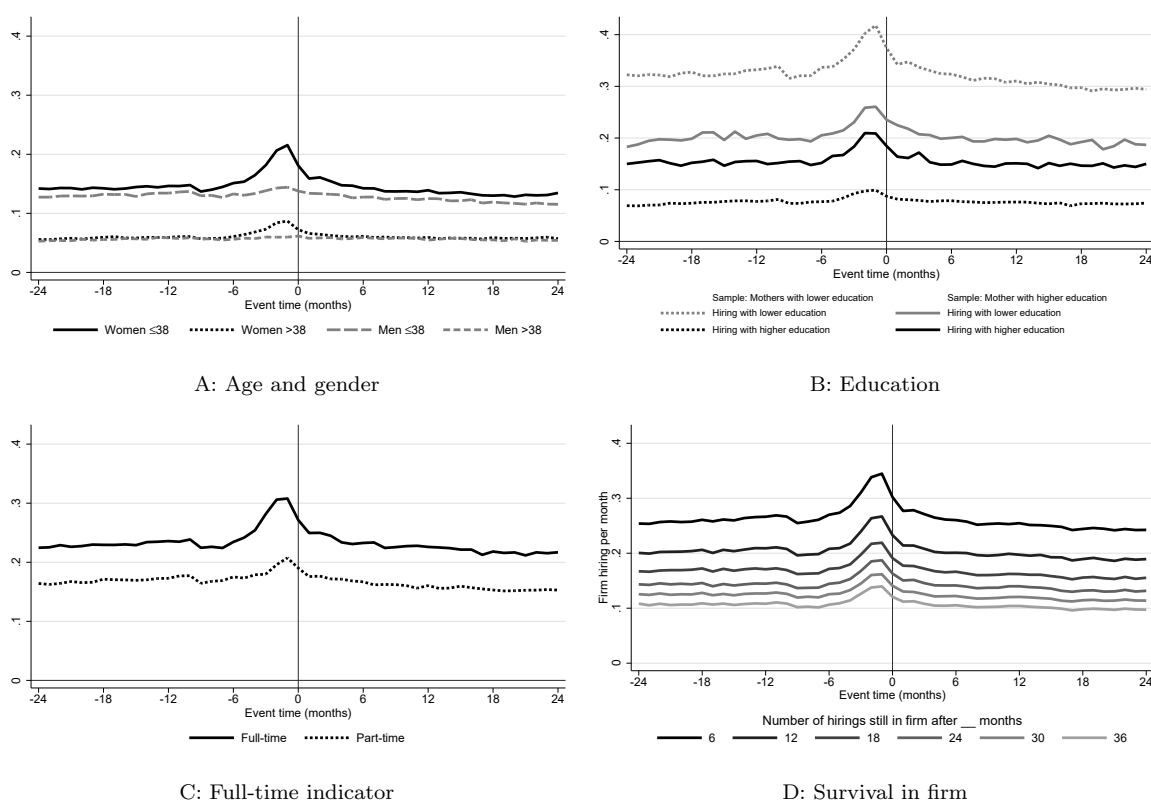 .4
.3
.2
.1
0
-24 -18 -12 -6 0 6 12 18 24
Event time (months)
Women ≤38 Women >38 Men ≤38 Men >38
A: Age and gender
.4
.3
.2
.1
0
-24 -18 -12 -6 0 6 12 18 24
Event time (months)
Sample: Mothers with lower education Sample: Mother with higher education
Hiring with lower education Hiring with lower education
Hiring with higher education Hiring with higher education
B: Education
.4
.3
.2
.1
0
-24 -18 -12 -6 0 6 12 18 24
Event time (months)
Full-time Part-time
C: Full-time indicator
Firm hiring per month
.4
.3
.2
.1
0
-24 -18 -12 -6 0 6 12 18 24
Event time (months)
Number of hirings still in firm after __ months
6 12 18 24 30 36
D: Survival in firm